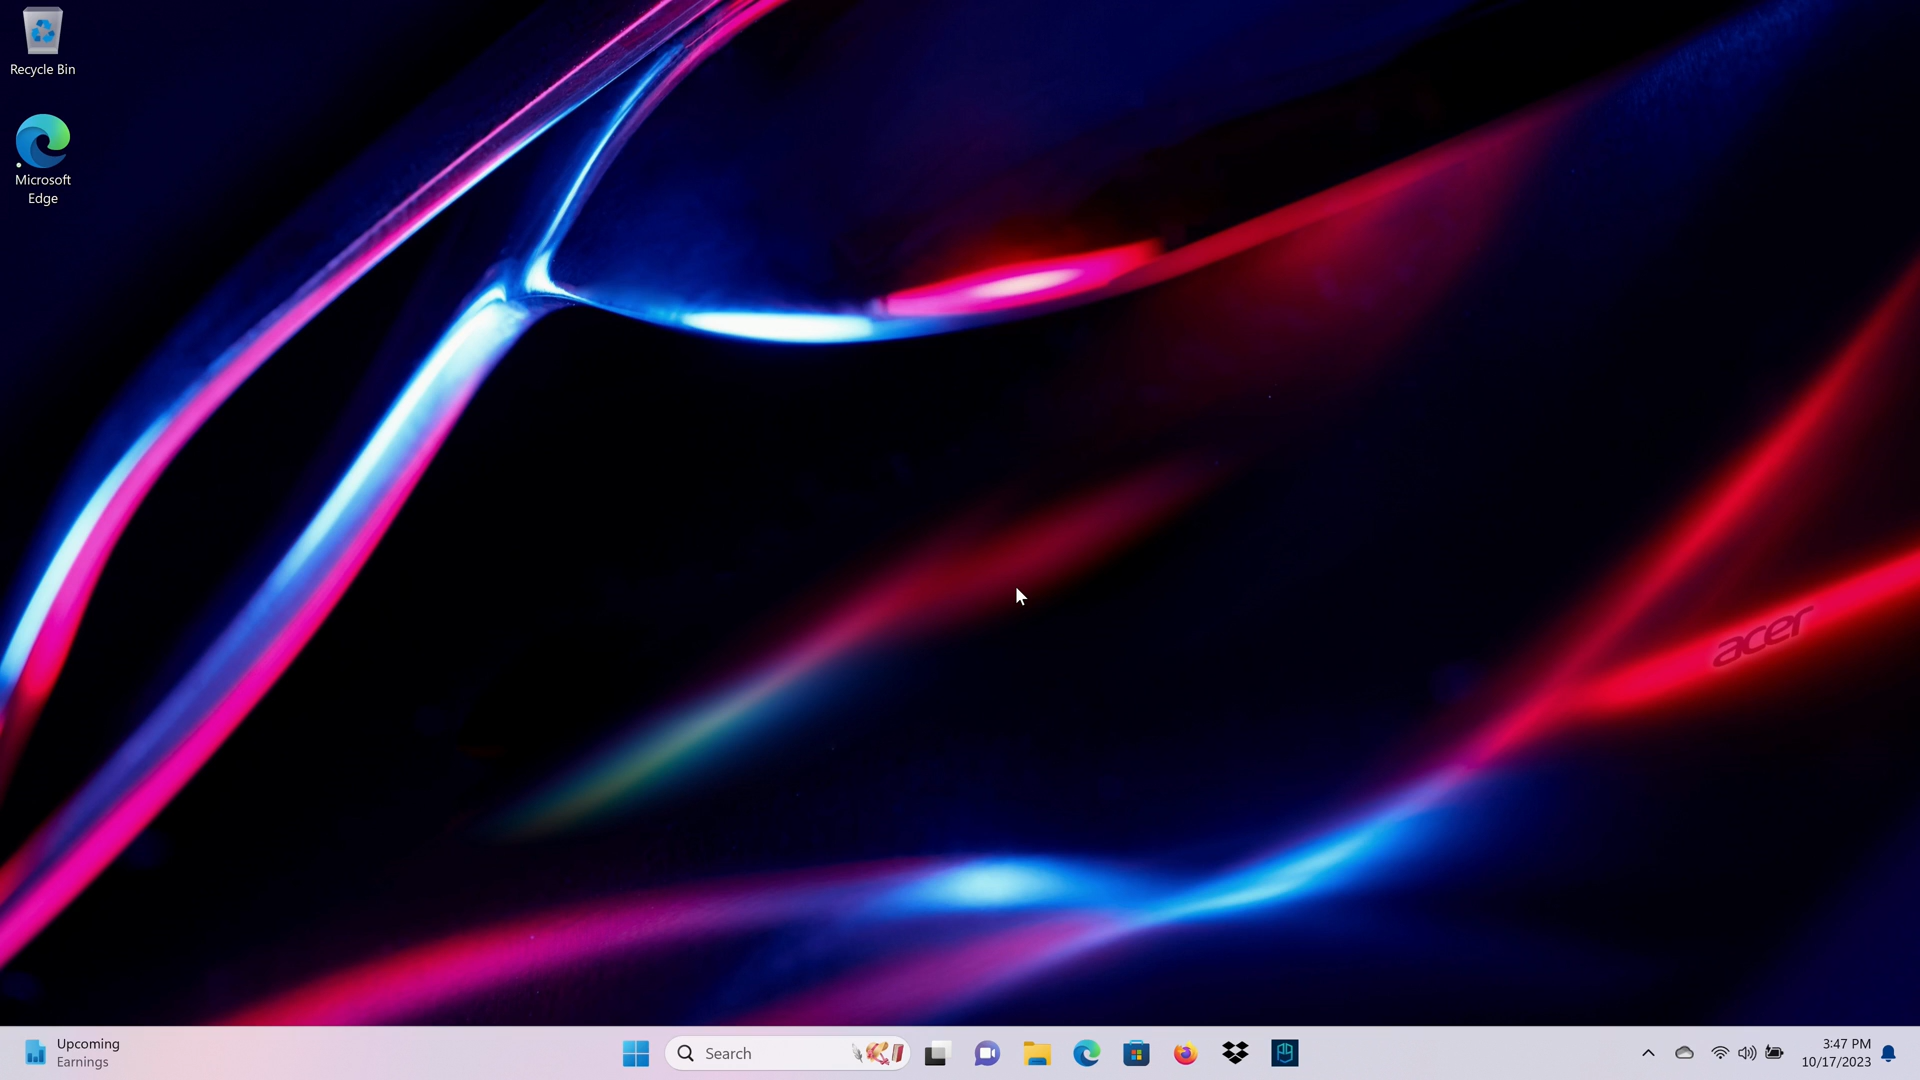 Recycle Bin
Microsoft
Edge
acer
Upcoming
Earnings
Search
3:47 PM
10/17/2023